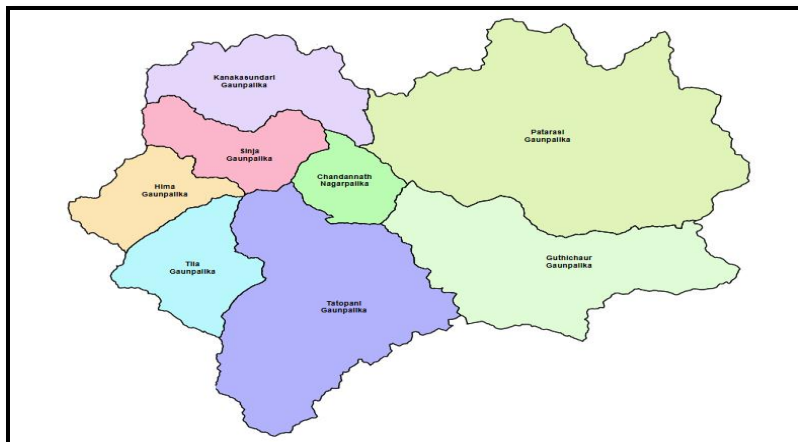 Kanakasundari
Gaunpalika
Patarasi
Gaunpalika
Sinja
Gaunpalika
Chandannath
Nagarpalika
Hima
Gaunpalika
Guthichaur
Gaunpalika
Tila
Gaunpalika
Tatopani
Gaunpalika